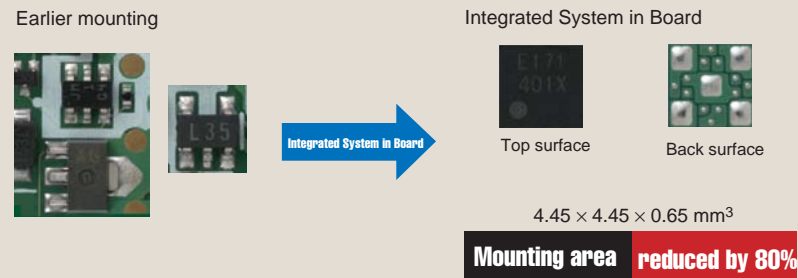 Earlier mounting
Integrated System in Board
L35
Integrated System in Board
E171
401X
Top surface
Back surface
4.45 × 4.45 × 0.65 mm³
Mounting area reduced by 80%